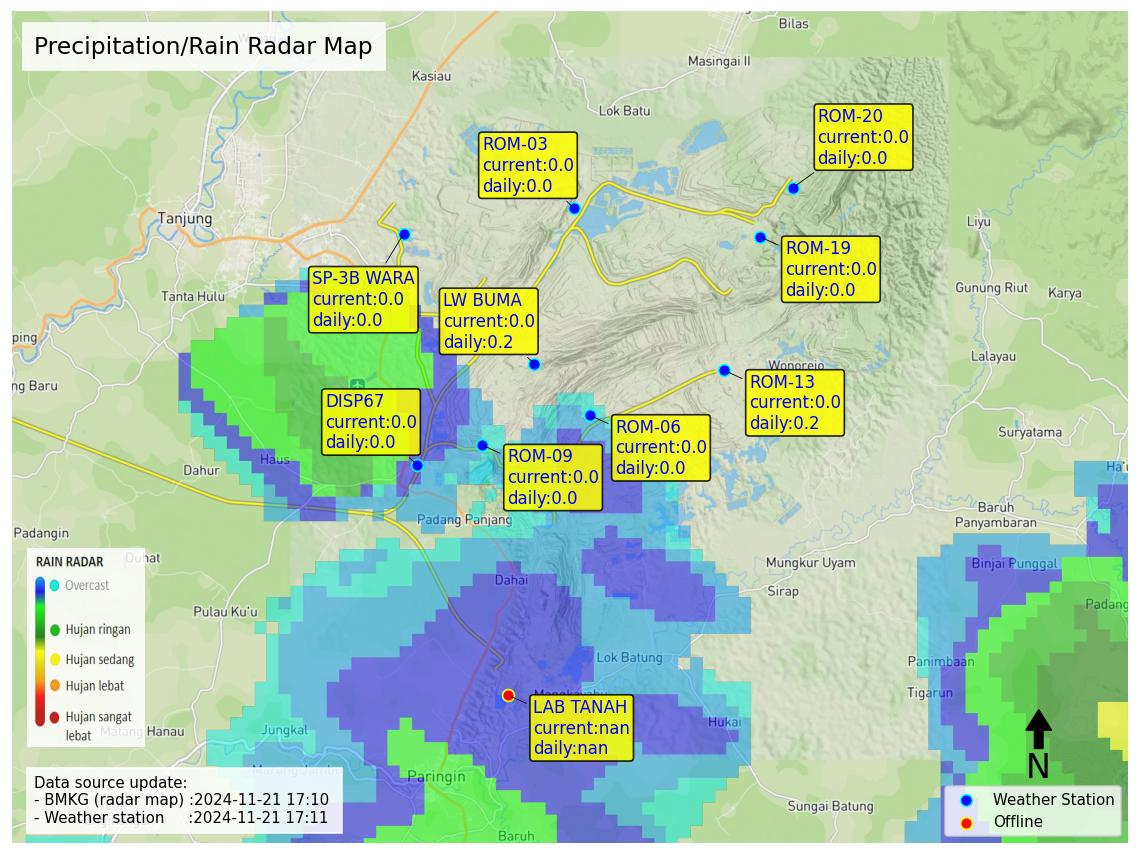 Precipitation/Rain Radar Map
Bilas
Masingai II
Kasiau
Lok Batu
ROM-20
current:0.0
daily:0.0
ROM-03
current:0.0
daily:0.0
Tanjung
Liyu
ROM-19
current:0.0
daily:0.0
SP-3B WARA
current:0.0
daily:0.0
Tanta Hulu
LW BUMA
current:0.0
daily:0.2
Gunung Riut
Karya
ping
Lalayau
Wonorejo
ng Baru
ROM-13
current:0.0
daily:0.2
DISP67
current:0.0
daily:0.0
ROM-06
current:0.0
daily:0.0
Suryatama
ROM-09
current:0.0
daily:0.0
Haus
Dahur
Ha'u
Baruh
Panyambaran
Padang Panjang
Padangin
RAIN RADAR
Overcast
Hujan ringan
Hujan sedang
Hujan lebat
Hujan sangat
lebat
Duhat
Mungkur Uyam
Binjai Punggal
Dahai
Sirap
Padang
Pulau Ku'u
Lok Batung
Panimbaan
Tigarun
LAB TANAH
current:nan
daily:nan
Hukai
Jungkat
Matang Hanau
Paringin
N
Data source update:
- BMKG (radar map) :2024-11-21 17:10
- Weather station :2024-11-21 17:11
Sungai Batung
Weather Station
Offline
Baruh